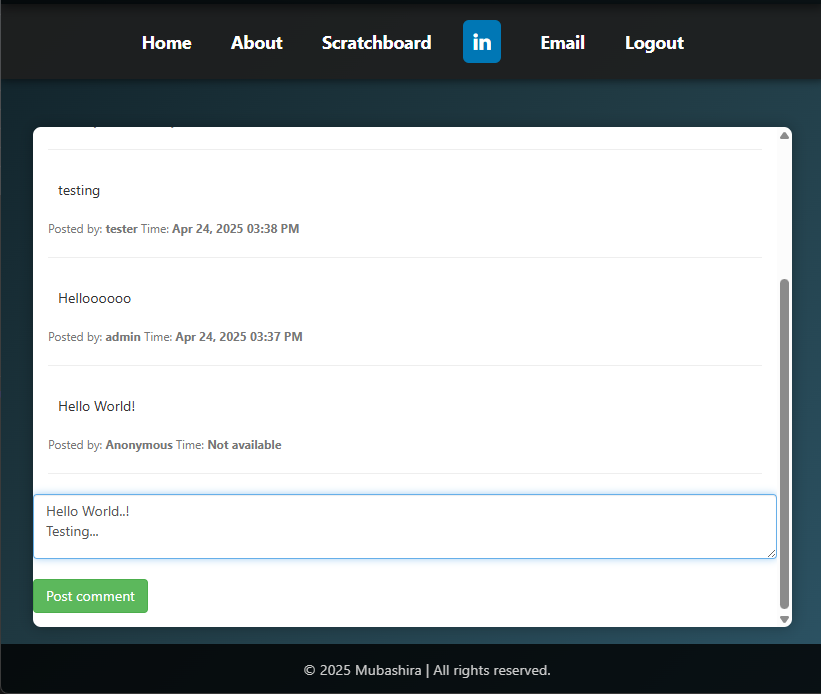 Home About Scratchboard in Email Logout
testing
Posted by: tester Time: Apr 24, 2025 03:38 PM
Helloooooo
Posted by: admin Time: Apr 24, 2025 03:37 PM
Hello World!
Posted by: Anonymous Time: Not available
Hello World..!
Testing...
Post comment
© 2025 Mubashira | All rights reserved.